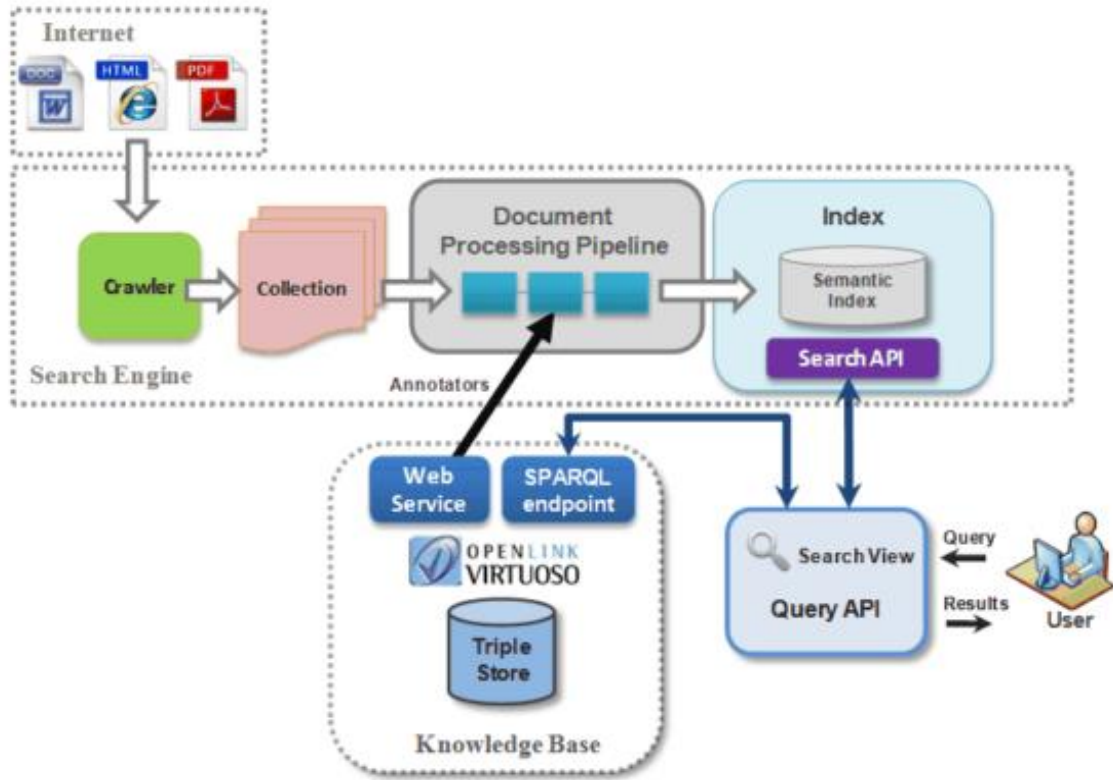 Internet
DOC
HTML
PDF
W
Document
Processing Pipeline
Index
Crawler
Collection
Semantic
Index
Search API
Search Engine
Annotators
Web
Service
SPARQL
endpoint
OPENLINK
VIRTUOSO
Search View
Query API
Query
Results
User
Triple
Store
Knowledge Base